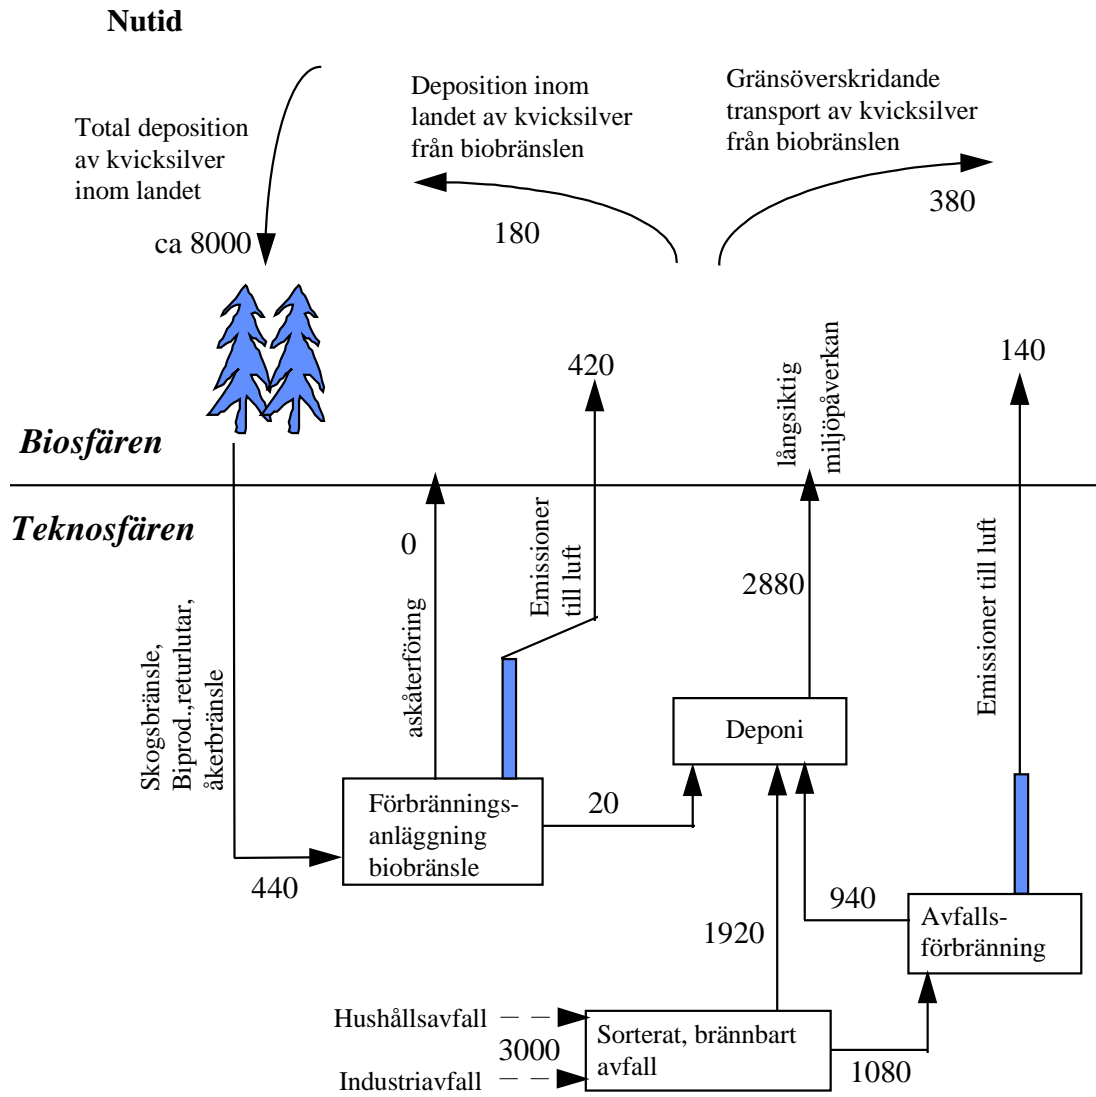 Nutid
Total deposition
av kvicksilver
inom landet
ca 8000
Deposition inom
landet av kvicksilver
från biobränslen
180
Gränsöverskridande
transport av kvicksilver
från biobränslen
380
420
långsiktig
miljöpåverkan
140
Biosfären
Teknosfären
0
Emissioner
till luft
2880
Emissioner till luft
Skogsbränsle,
Biprod.,returlutar,
åkerbränsle
askåterföring
Deponi
Förbrännings-
anläggning
biobränsle
20
440
940
1920
Avfalls-
förbränning
Hushållsavfall
3000
Industriavfall
Sorterat, brännbart
avfall
1080